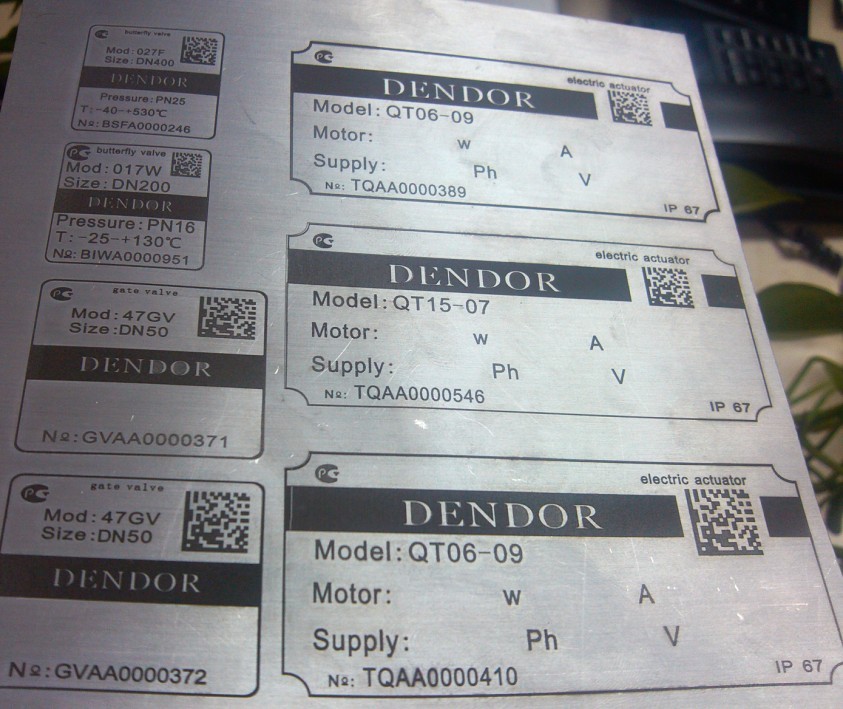 butterfly valve
Mod: 027F
Size: DN400
DENDOR
Pressure: PN25
T: -40-+530℃
№: BSFA0000246
butterfly valve
Mod: 017W
Size: DN200
DENDOR
Pressure: PN16
T: -25-+130℃
№: BIWA0000951
gate valve
Mod: 47GV
Size: DN50
DENDOR
№: GVAA0000371
gate valve
Mod: 47GV
Size: DN50
DENDOR
№: GVAA0000372
electric actuator
DENDOR
Model: QT06-09
Motor: W A
Supply: Ph V
№: TQAA0000389
IP 67
electric actuator
DENDOR
Model: QT15-07
Motor: W A
Supply: Ph V
№: TQAA0000546
IP 67
electric actuator
DENDOR
Model: QT06-09
Motor: W A
Supply: Ph V
№: TQAA0000410
IP 67